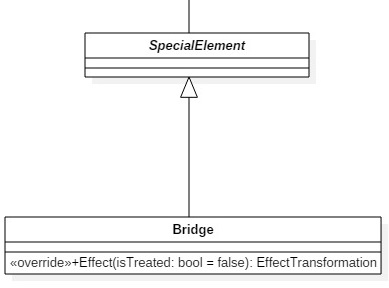 SpecialElement
Bridge
«override»+Effect(isTreated: bool = false): EffectTransformation